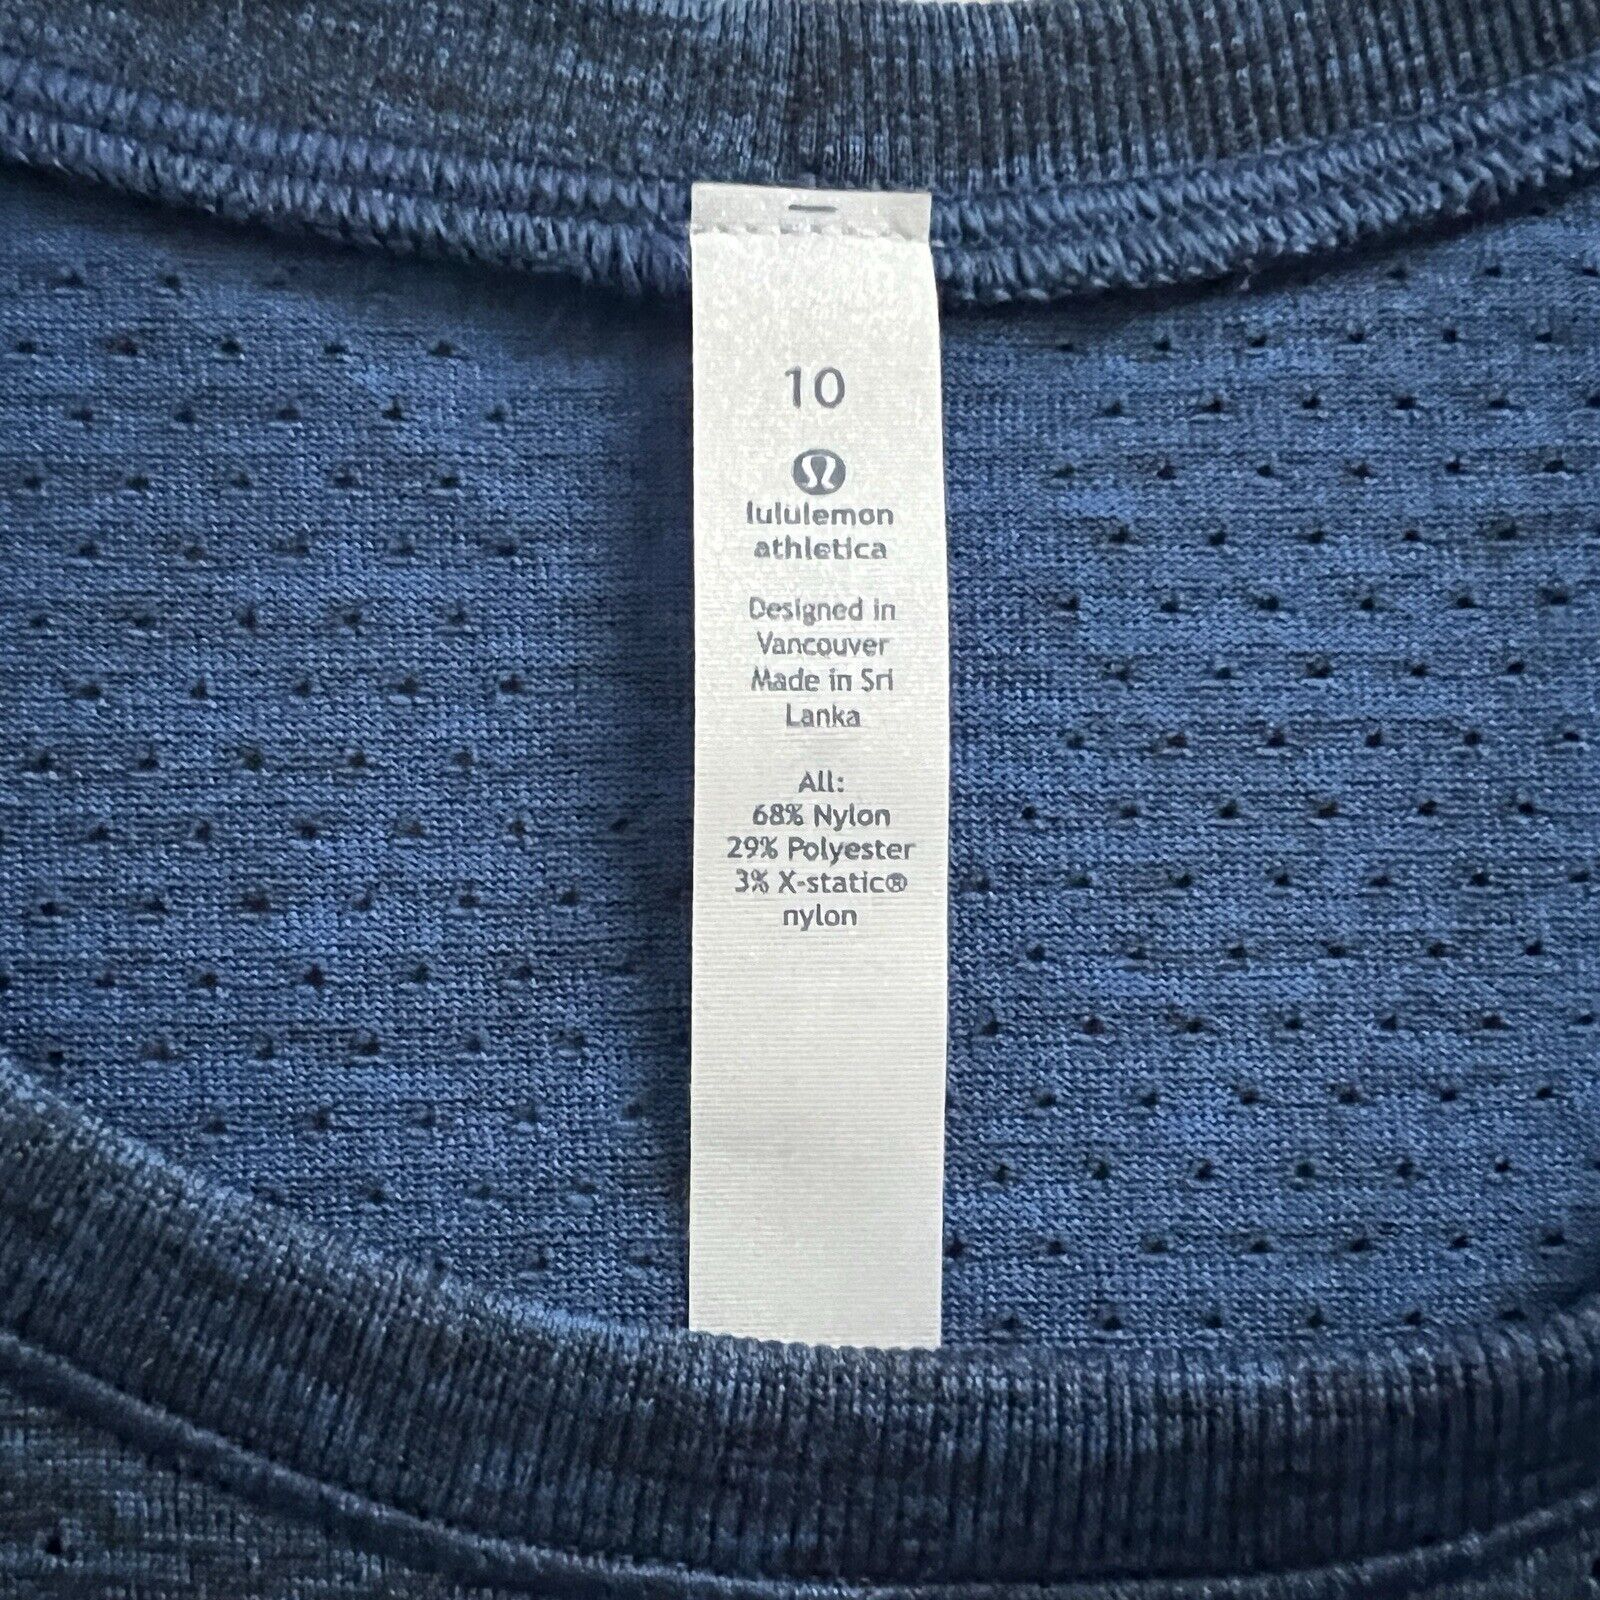 10
lululemon
athletica
Designed in
Vancouver
Made in Sri
Lanka
All:
68% Nylon
29% Polyester
3% X-static®
nylon